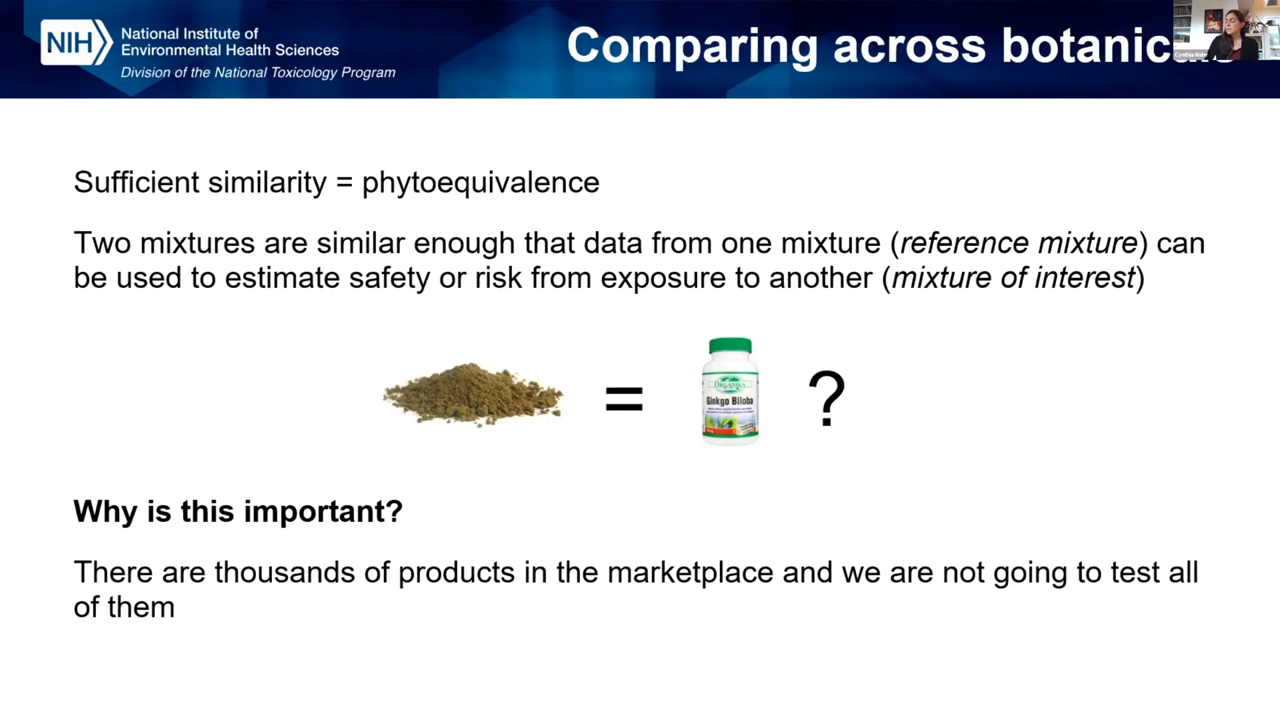 NIH
National Institute of
Environmental Health Sciences
Division of the National Toxicology Program
Comparing across botanicals
Cynthia
Sufficient similarity = phytoequivalence
Two mixtures are similar enough that data from one mixture (reference mixture) can
be used to estimate safety or risk from exposure to another (mixture of interest)
=
ORGANIKA
Ginkgo Biloba
?
Why is this important?
There are thousands of products in the marketplace and we are not going to test all
of them